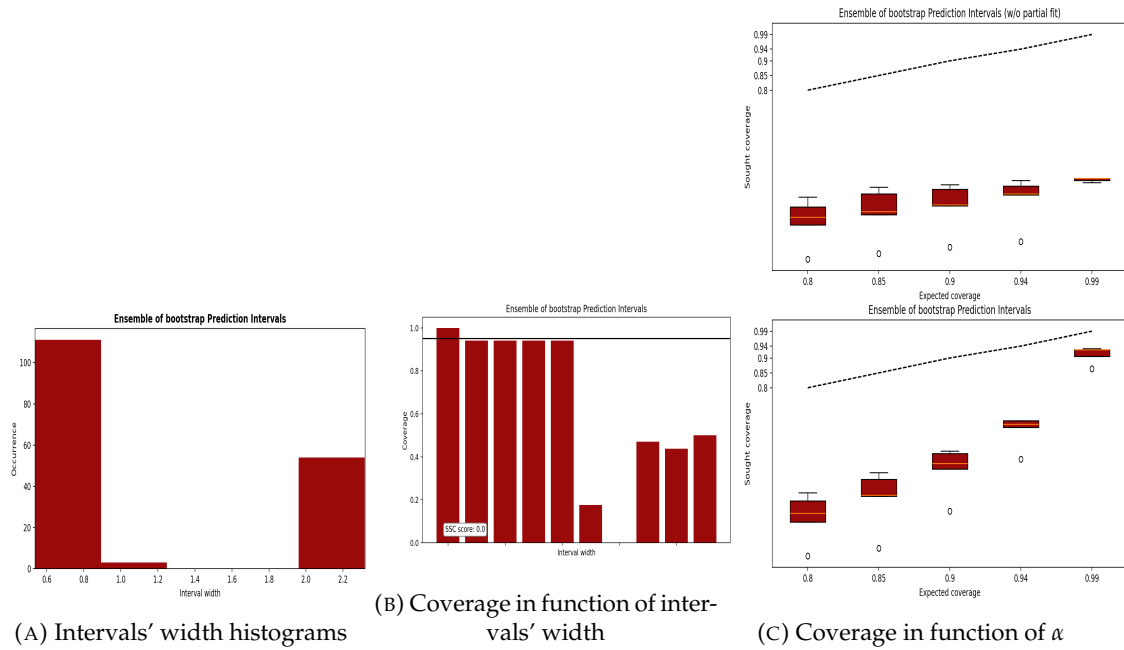 Ensemble of bootstrap Prediction Intervals (w/o partial fit)
0.99
0.94
0.9
0.85
0.8
Sought coverage
0.8 0.85 0.9 0.94 0.99
Expected coverage
Ensemble of bootstrap Prediction Intervals
100
80
60
40
20
0
Occurrence
0.6 0.8 1.0 1.2 1.4 1.6 1.8 2.0 2.2
Interval width
(A) Intervals' width histograms
Ensemble of bootstrap Prediction Intervals
1.0
0.8
0.6
0.4
0.2
0.0
Coverage
SSC score: 0.0
Interval width
(B) Coverage in function of inter-
vals' width
Ensemble of bootstrap Prediction Intervals
0.99
0.94
0.9
0.85
0.8
Sought coverage
0.8 0.85 0.9 0.94 0.99
Expected coverage
(C) Coverage in function of α